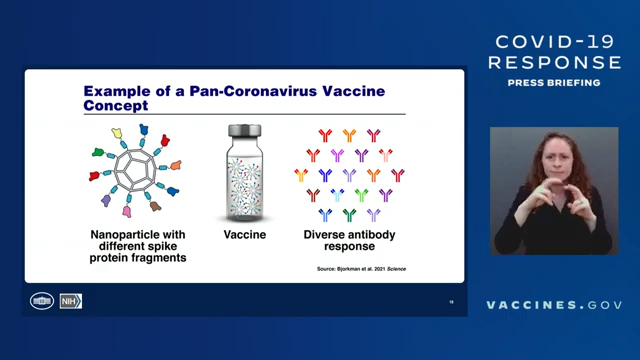 COVID-19
RESPONSE
PRESS BRIEFING
Example of a Pan-Coronavirus Vaccine
Concept
Nanoparticle with
different spike
protein fragments
Vaccine
Diverse antibody
response
Source: Bjorkman et al. 2021 Science
NIH
VACCINES.GOV